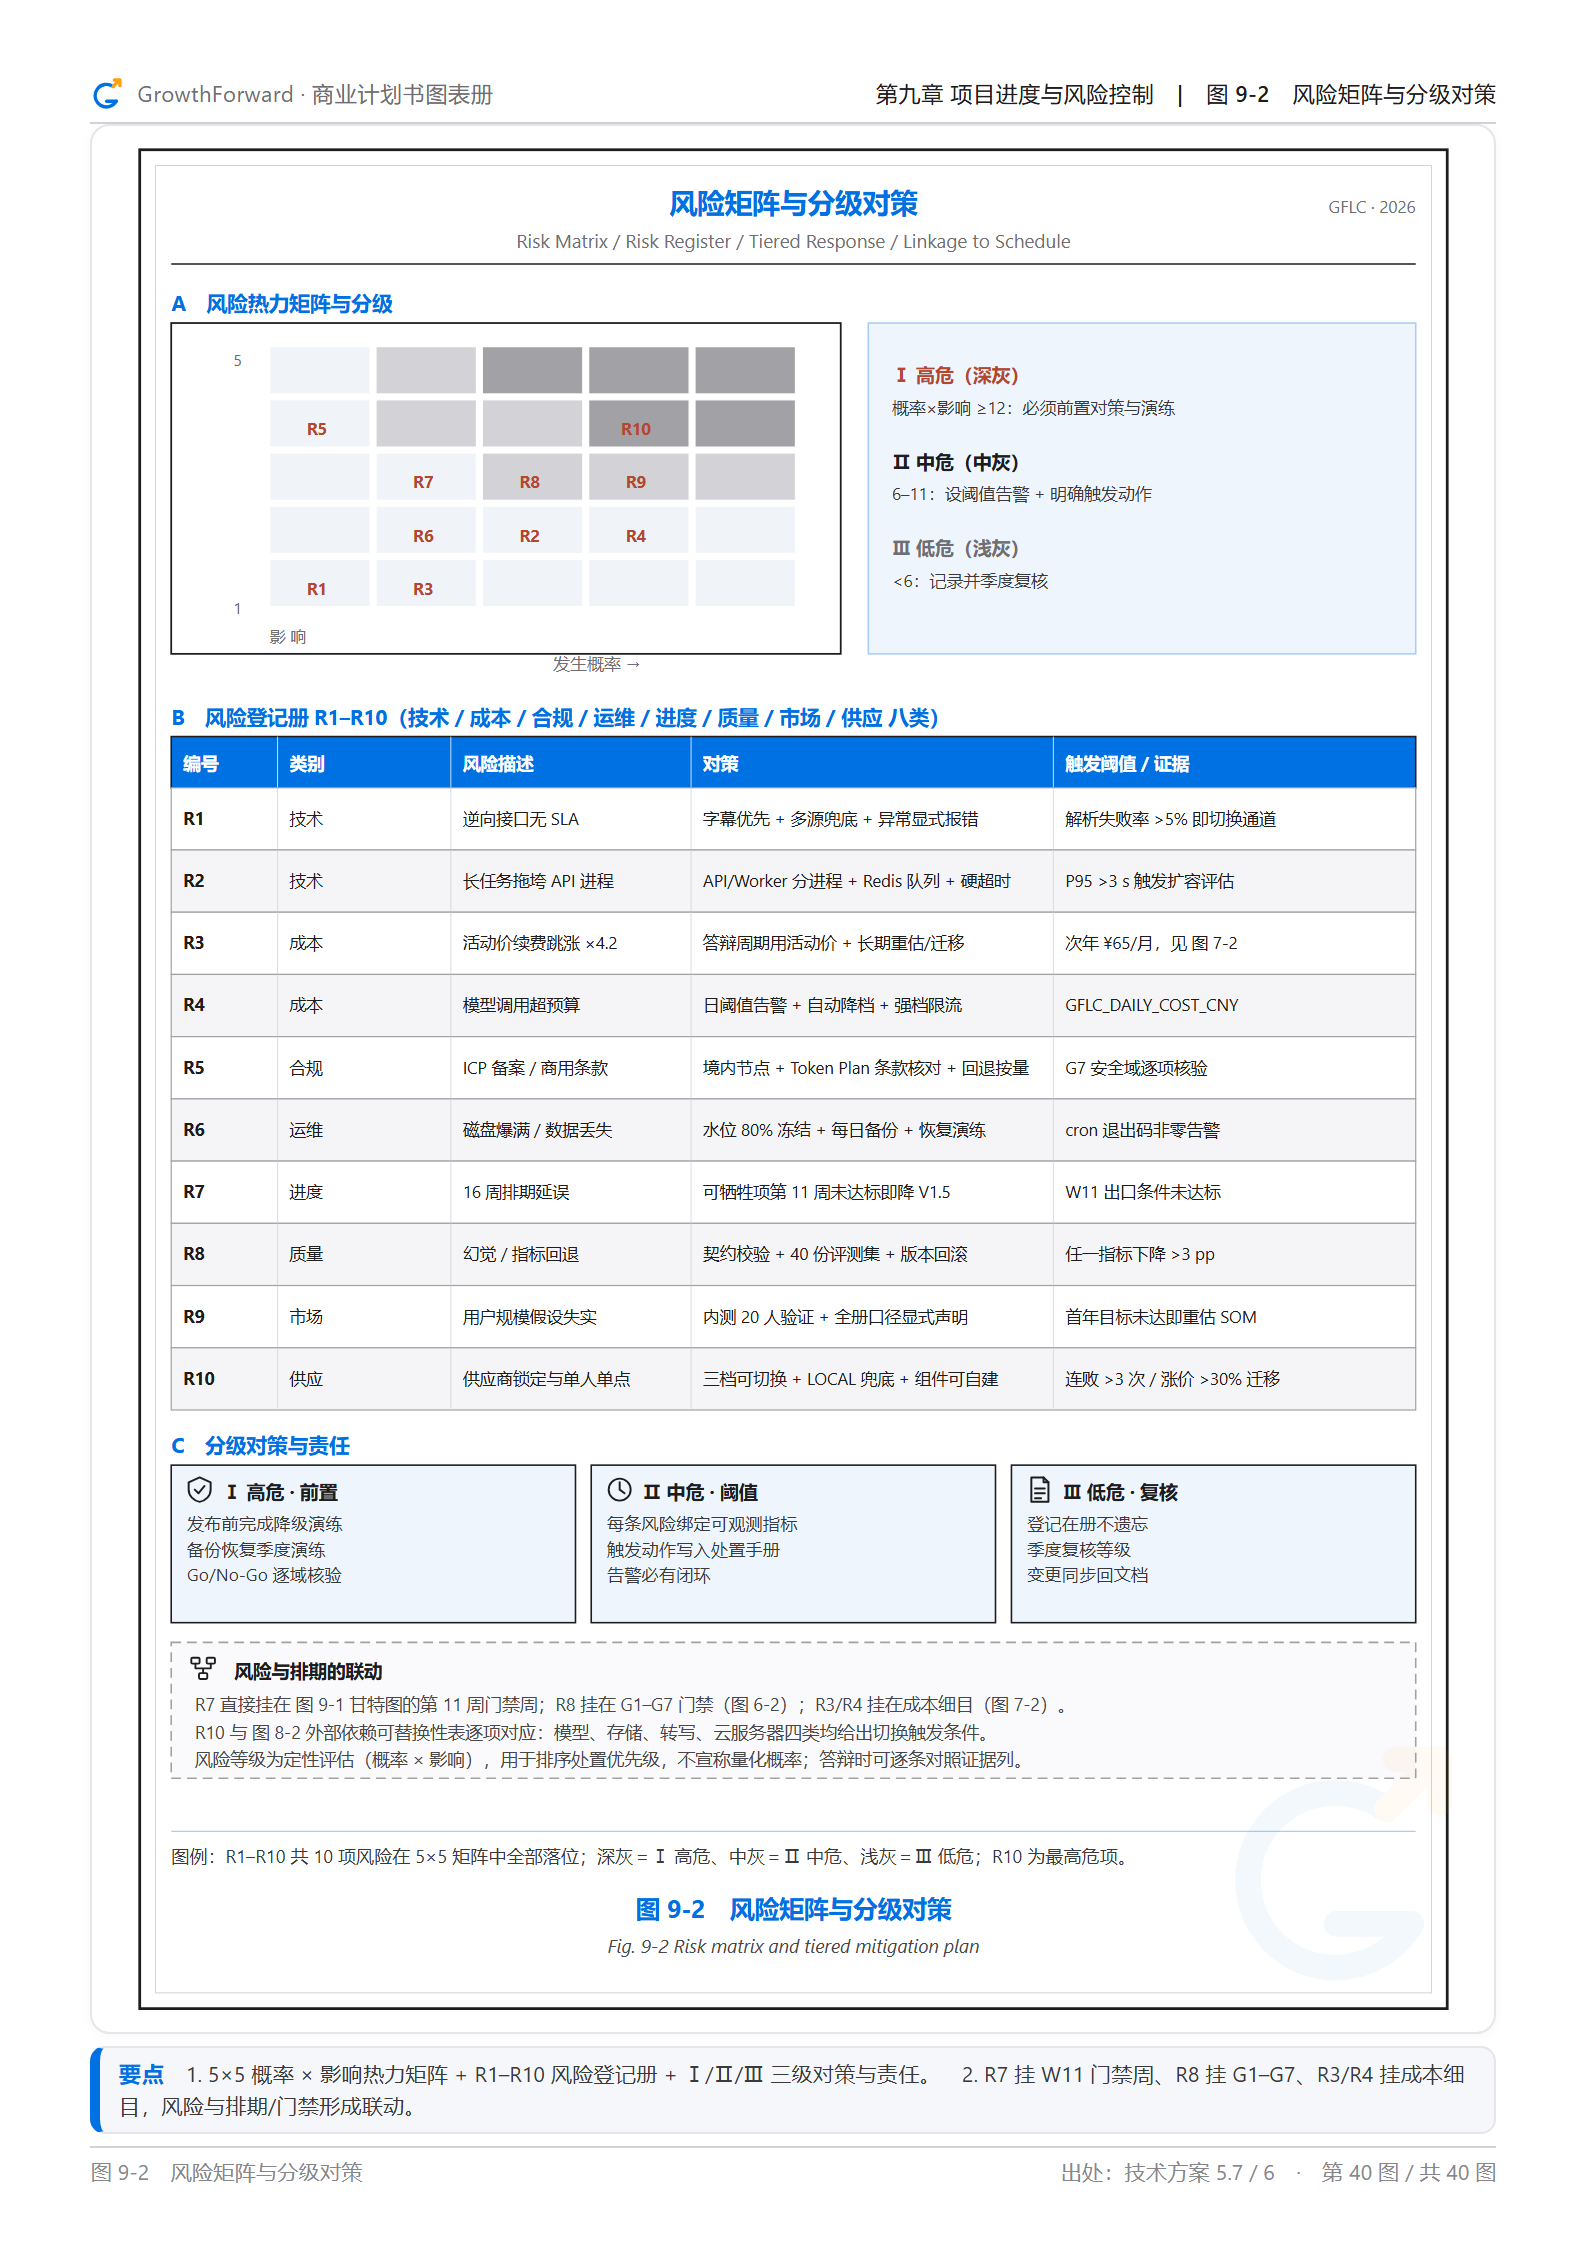 GrowthForward · 商业计划书图表册
第九章 项目进度与风险控制 | 图 9-2 风险矩阵与分级对策
风险矩阵与分级对策
GFLC · 2026
Risk Matrix / Risk Register / Tiered Response / Linkage to Schedule
A 风险热力矩阵与分级
5
R5 R10
R7 R8 R9
R6 R2 R4
R1 R3
1
影 响
发生概率 →
Ⅰ 高危（深灰）
概率×影响 ≥12：必须前置对策与演练
Ⅱ 中危（中灰）
6–11：设阈值告警 + 明确触发动作
Ⅲ 低危（浅灰）
<6：记录并季度复核
B 风险登记册 R1–R10（技术 / 成本 / 合规 / 运维 / 进度 / 质量 / 市场 / 供应 八类）
编号 类别 风险描述 对策 触发阈值 / 证据
R1 技术 逆向接口无 SLA 字幕优先 + 多源兜底 + 异常显式报错 解析失败率 >5% 即切换通道
R2 技术 长任务拖垮 API 进程 API/Worker 分进程 + Redis 队列 + 硬超时 P95 >3 s 触发扩容评估
R3 成本 活动价续费跳涨 ×4.2 答辩周期用活动价 + 长期重估/迁移 次年 ¥65/月，见 图 7-2
R4 成本 模型调用超预算 日阈值告警 + 自动降档 + 强档限流 GFLC_DAILY_COST_CNY
R5 合规 ICP 备案 / 商用条款 境内节点 + Token Plan 条款核对 + 回退按量 G7 安全域逐项核验
R6 运维 磁盘爆满 / 数据丢失 水位 80% 冻结 + 每日备份 + 恢复演练 cron 退出码非零告警
R7 进度 16 周排期延误 可牺牲项第 11 周未达标即降 V1.5 W11 出口条件未达标
R8 质量 幻觉 / 指标回退 契约校验 + 40 份评测集 + 版本回滚 任一指标下降 >3 pp
R9 市场 用户规模假设失实 内测 20 人验证 + 全册口径显式声明 首年目标未达即重估 SOM
R10 供应 供应商锁定与单人单点 三档可切换 + LOCAL 兜底 + 组件可自建 连败 >3 次 / 涨价 >30% 迁移
C 分级对策与责任
Ⅰ 高危 · 前置
发布前完成降级演练
备份恢复季度演练
Go/No-Go 逐域核验
Ⅱ 中危 · 阈值
每条风险绑定可观测指标
触发动作写入处置手册
告警必有闭环
Ⅲ 低危 · 复核
登记在册不遗忘
季度复核等级
变更同步回文档
风险与排期的联动
R7 直接挂在 图 9-1 甘特图的第 11 周门禁周；R8 挂在 G1–G7 门禁（图 6-2）；R3/R4 挂在成本细目（图 7-2）。
R10 与 图 8-2 外部依赖可替换性表逐项对应：模型、存储、转写、云服务器四类均给出切换触发条件。
风险等级为定性评估（概率 × 影响），用于排序处置优先级，不宣称量化概率；答辩时可逐条对照证据列。
图例：R1–R10 共 10 项风险在 5×5 矩阵中全部落位；深灰 = Ⅰ 高危、中灰 = Ⅱ 中危、浅灰 = Ⅲ 低危；R10 为最高危项。
图 9-2 风险矩阵与分级对策
Fig. 9-2 Risk matrix and tiered mitigation plan
要点 1. 5×5 概率 × 影响热力矩阵 + R1–R10 风险登记册 + Ⅰ/Ⅱ/Ⅲ 三级对策与责任。 2. R7 挂 W11 门禁周、R8 挂 G1–G7、R3/R4 挂成本细
目，风险与排期/门禁形成联动。
图 9-2 风险矩阵与分级对策
出处：技术方案 5.7 / 6 · 第 40 图 / 共 40 图